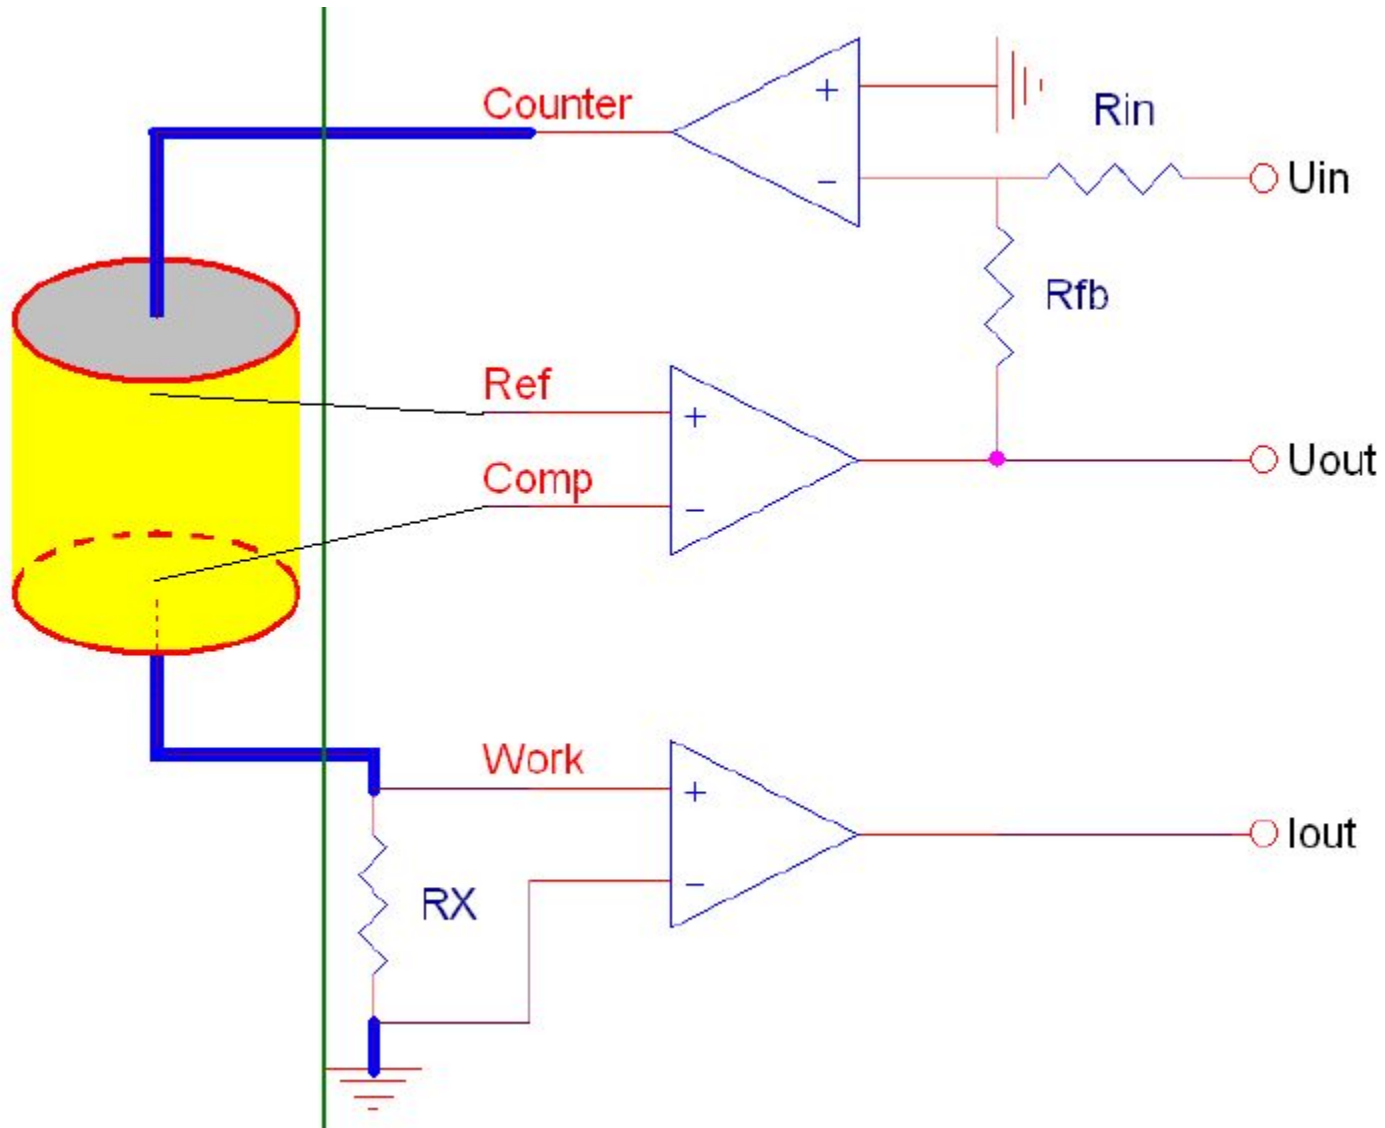 Counter
+
Rin
−
Uin
Rfb
Ref
+
Uout
Comp
−
Work
+
Iout
RX
−